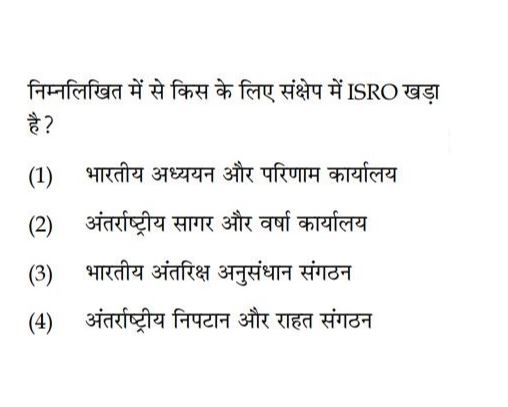 निम्नलिखित में से किस के लिए संक्षेप में ISRO खड़ा
है?
(1) भारतीय अध्ययन और परिणाम कार्यालय
(2) अंतर्राष्ट्रीय सागर और वर्षा कार्यालय
(3) भारतीय अंतरिक्ष अनुसंधान संगठन
(4) अंतर्राष्ट्रीय निपटान और राहत संगठन